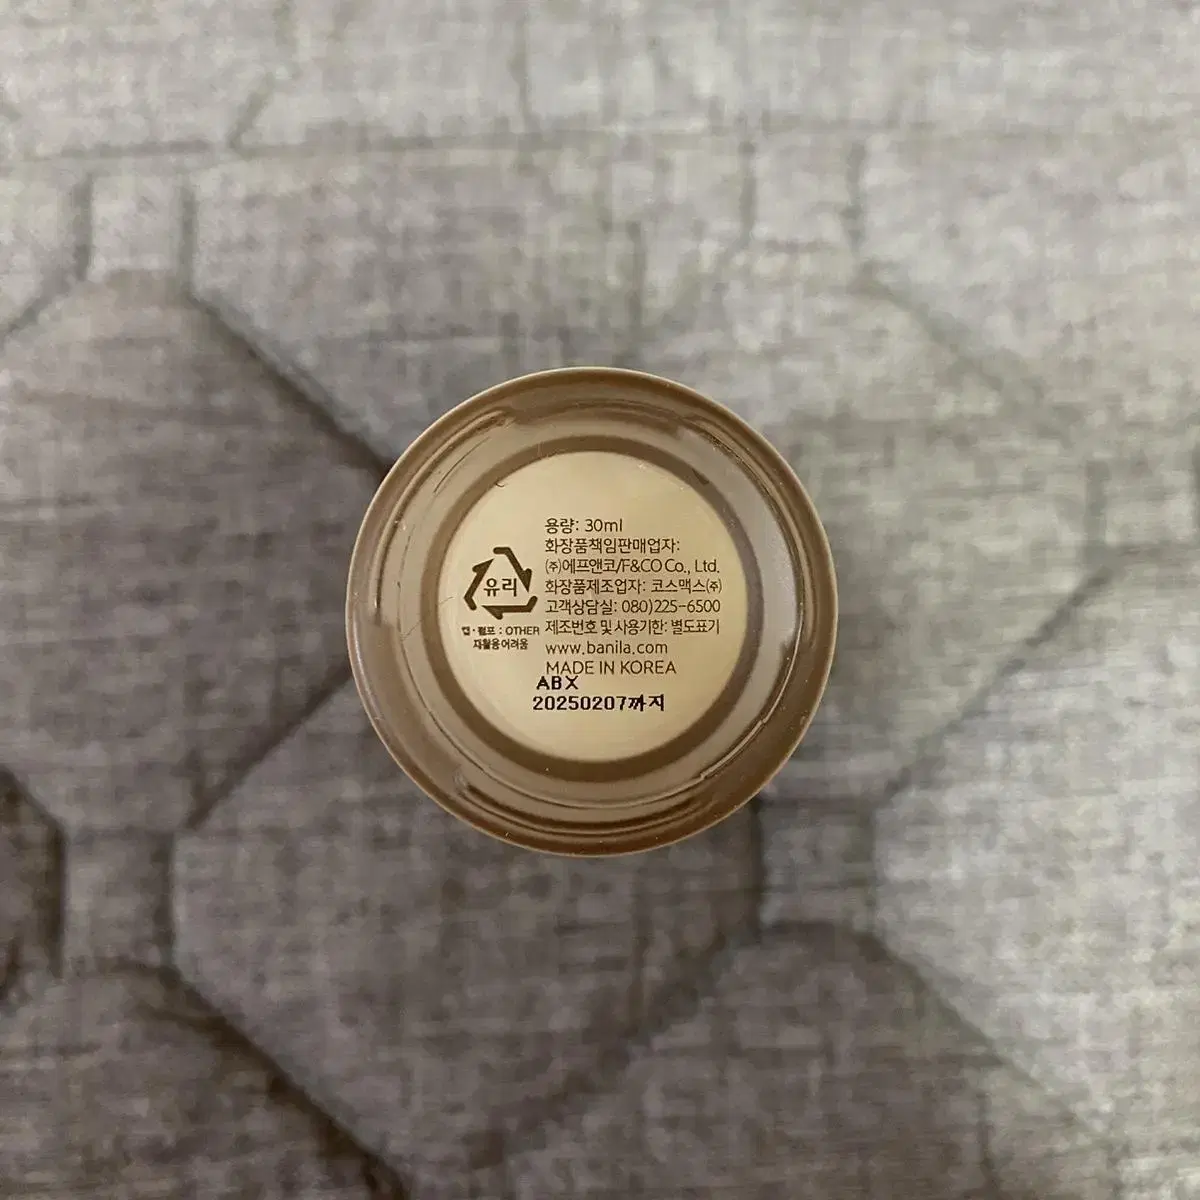 용량: 30ml
화장품책임판매업자:
㈜에프앤코/F&CO Co., Ltd.
화장품제조업자: 코스맥스㈜
고객상담실: 080)225-6500
제조번호 및 사용기한: 별도표기
www.banila.com
MADE IN KOREA
유리
캡·펌프 : OTHER
재활용어려움
ABX
20250207까지